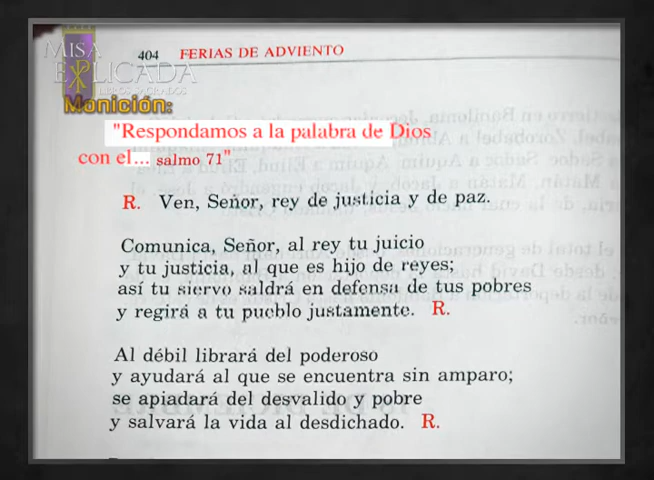 MISA
EXPLICADA
LIBROS SAGRADOS
404 FERIAS DE ADVIENTO
Monición:
"Respondamos a la palabra de Dios
con el... salmo 71"
R. Ven, Señor, rey de justicia y de paz.
Comunica, Señor, al rey tu juicio
y tu justicia, al que es hijo de reyes;
así tu siervo saldrá en defensa de tus pobres
y regirá a tu pueblo justamente. R.
Al débil librará del poderoso
y ayudará al que se encuentra sin amparo;
se apiadará del desvalido y pobre
y salvará la vida al desdichado. R.